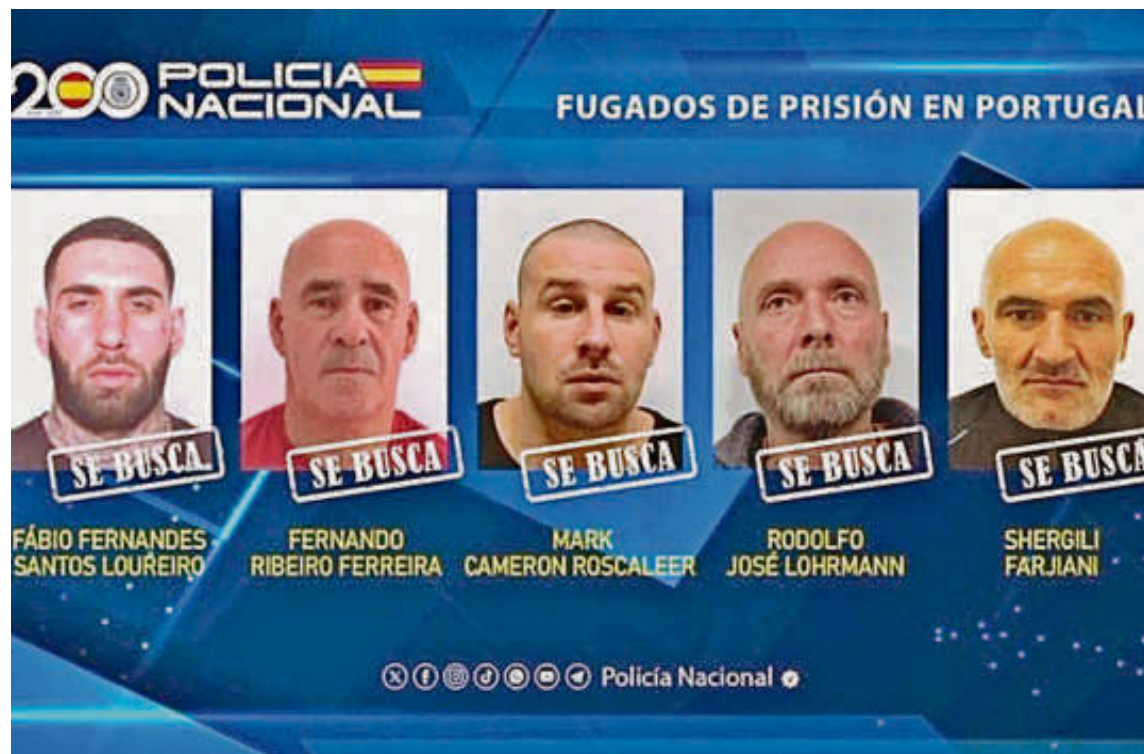 200 POLICIA
NACIONAL
FUGADOS DE PRISIÓN EN PORTUGAL
SE BUSCA
SE BUSCA
SE BUSCA
SE BUSCA
SE BUSCA
FÁBIO FERNANDES
SANTOS LOUREIRO
FERNANDO
RIBEIRO FERREIRA
MARK
CAMERON ROSCALEER
RODOLFO
JOSÉ LOHRMANN
SHERGILI
FARJIANI
Policía Nacional